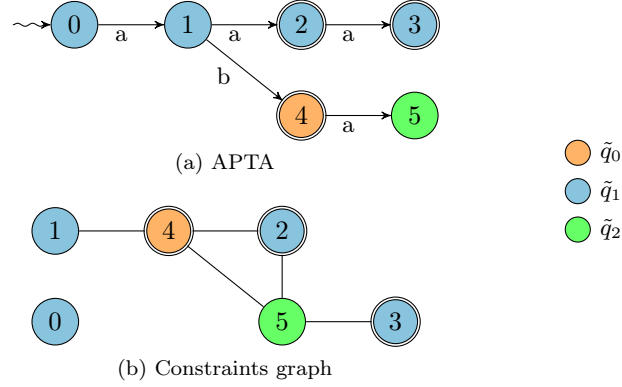 0 1 2 3
a a a
b
4 5
a
(a) APTA
q̃₀
q̃₁
1 4 2
q̃₂
0 5 3
(b) Constraints graph